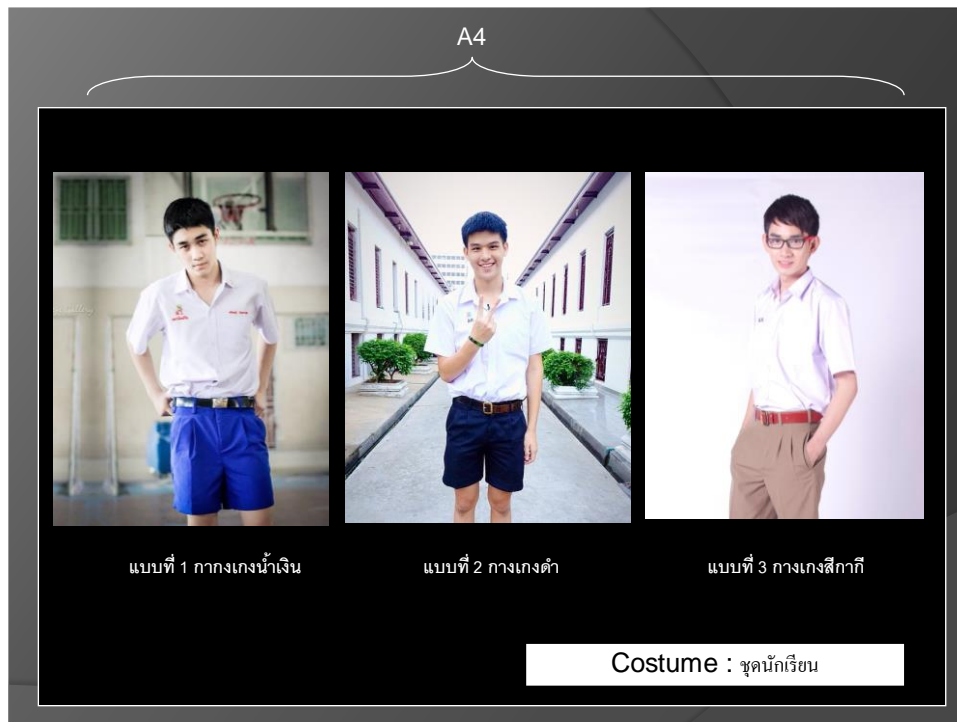 A4
แบบที่ 1 กากงเกงน้ำเงิน
แบบที่ 2 กางเกงดำ
แบบที่ 3 กางเกงสีกากี
Costume : ชุดนักเรียน